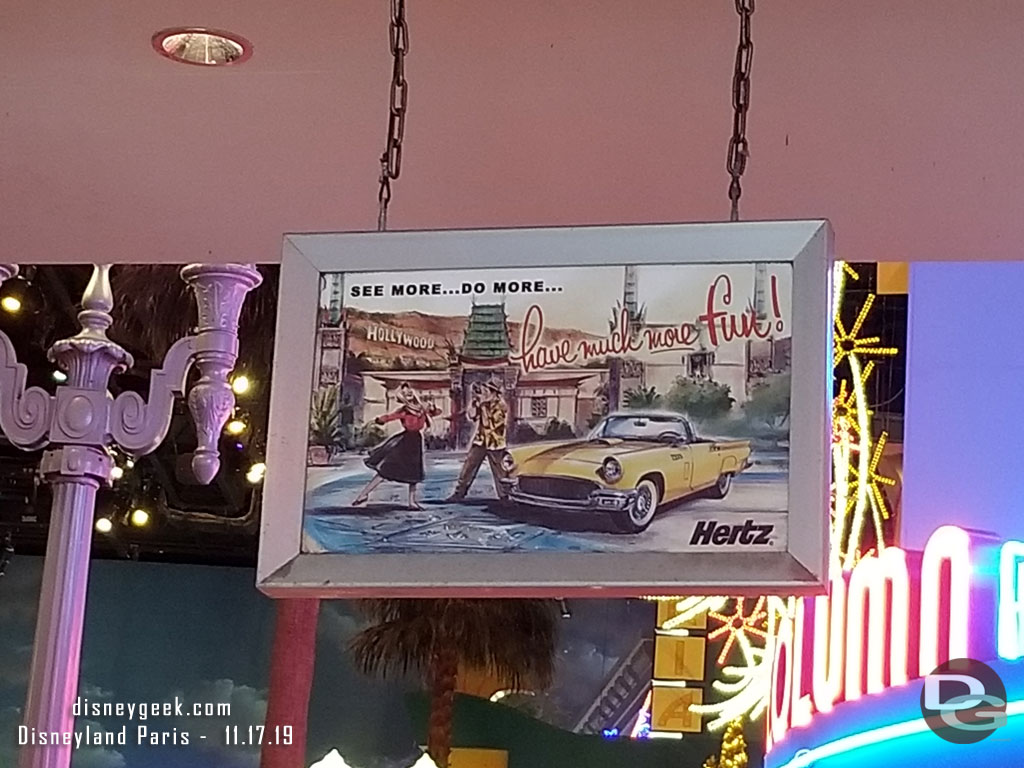 SEE MORE...DO MORE...
have much more fun!
HOLLYWOOD
Hertz
disneygeek.com
Disneyland Paris - 11.17.19
DG